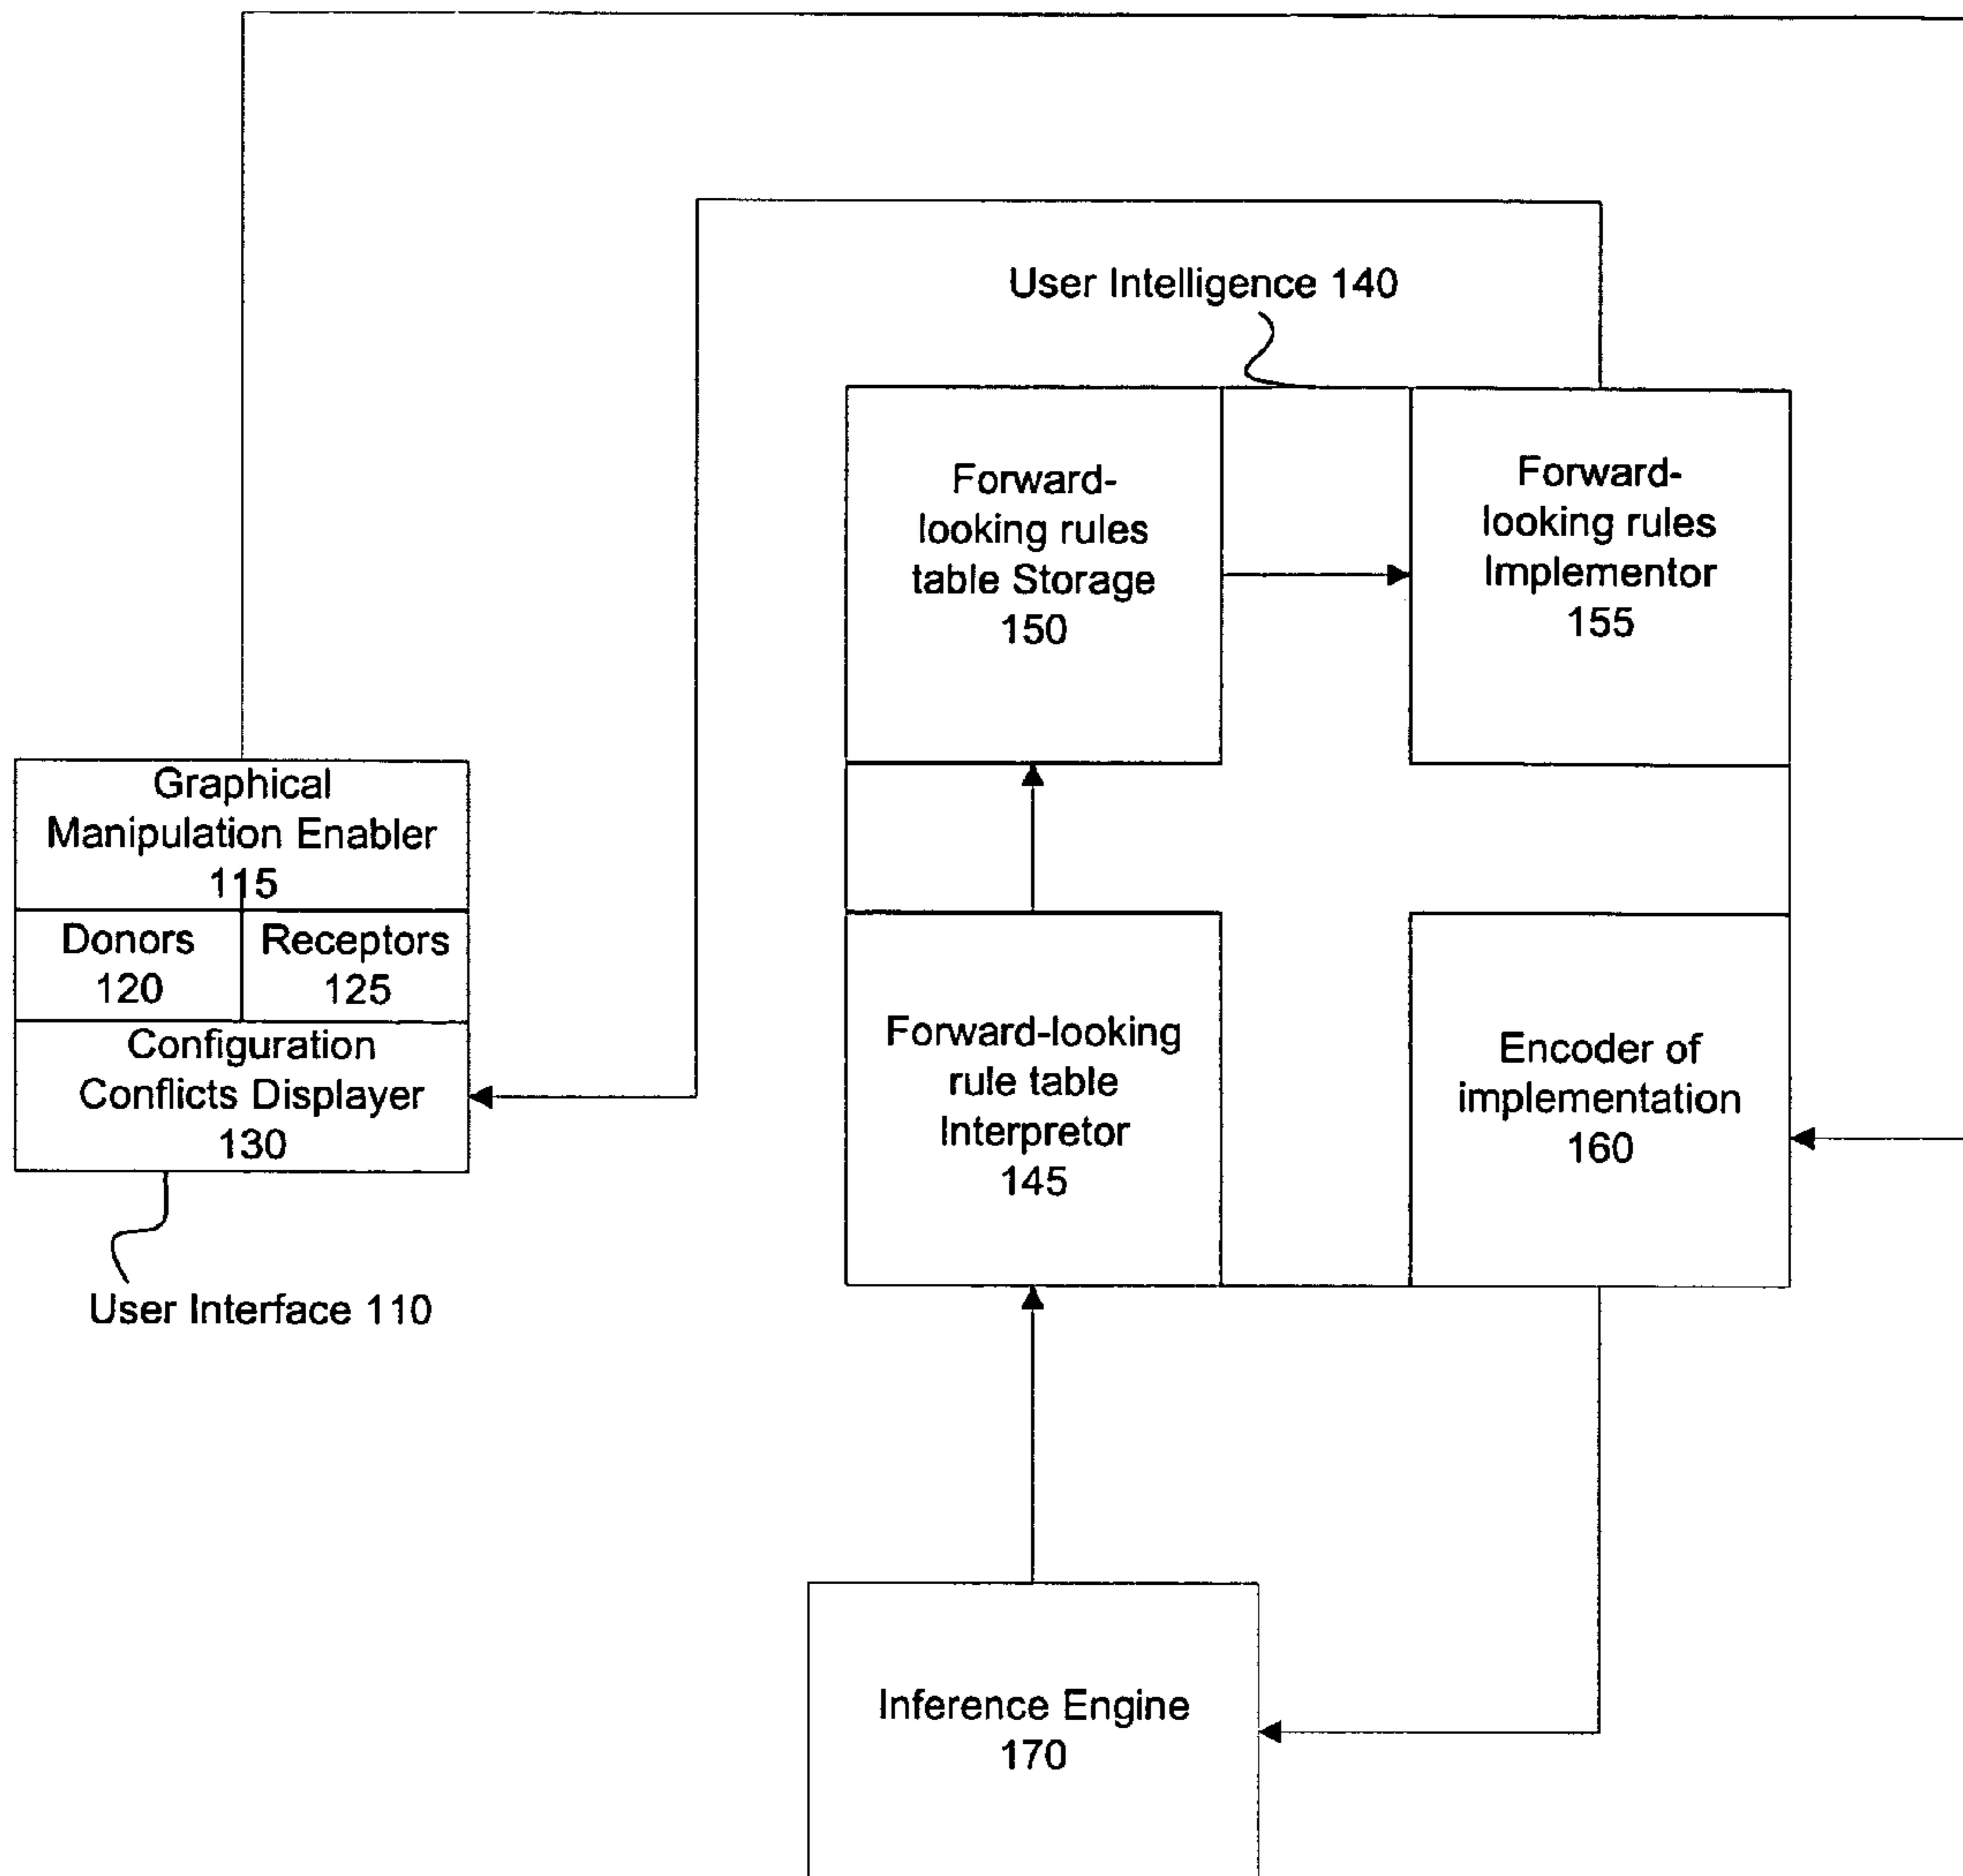 User Intelligence 140
Forward-
looking rules
table Storage
150
Forward-
looking rules
Implementor
155
Graphical
Manipulation Enabler
115
Donors
120
Receptors
125
Configuration
Conflicts Displayer
130
User Interface 110
Forward-looking
rule table
Interpretor
145
Encoder of
implementation
160
Inference Engine
170